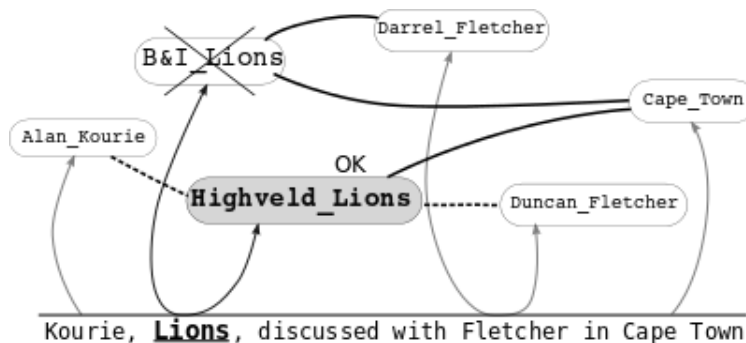 Darrel_Fletcher
B&I_Lions
Cape_Town
Alan_Kourie
OK
Highveld_Lions
Duncan_Fletcher
Kourie, Lions, discussed with Fletcher in Cape Town